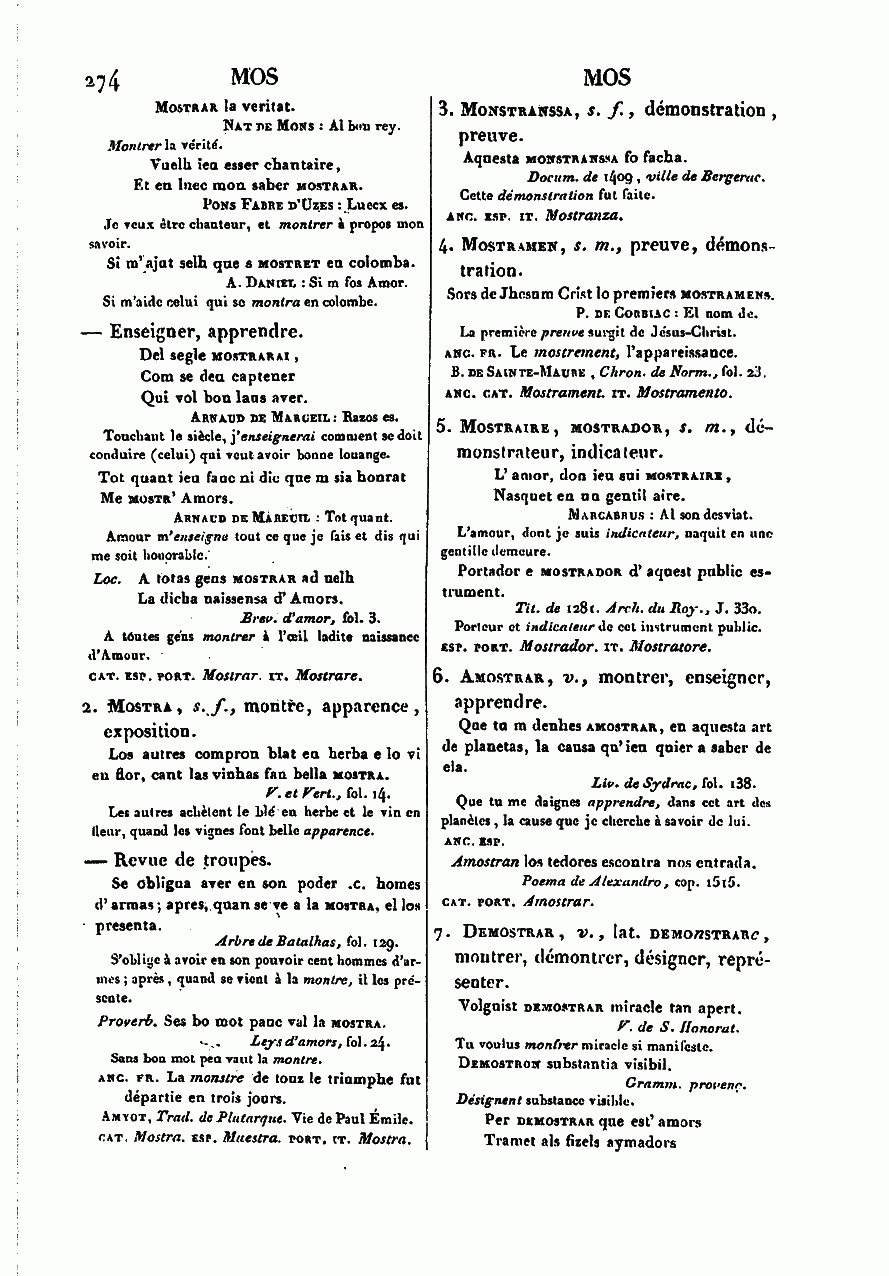 274 MOS MOS
MOSTRAR la veritat.
NAT DE MONS : Al bon rey.
Montrer la vérité.
Vuelh ieu esser chantaire,
Et en luec mon saber MOSTRAR.
PONS FABRE D'UZES : Luecx es.
Je veux être chanteur, et montrer à propos mon
savoir.
Si m'ajut selh que s MOSTRET en colomba.
A. DANIEL : Si m fos Amor.
Si m'aide celui qui se montra en colombe.
— Enseigner, apprendre.
Del segle MOSTRARAI,
Com se deu captener
Qui vol bon laus aver.
ARNAUD DE MARUEIL : Razos es.
Touchant le siècle, j'enseignerai comment se doit
conduire (celui) qui veut avoir bonne louange.
Tot quant ieu fauc ni dic que m sia honrat
Me MOSTR' Amors.
ARNAUD DE MAREUIL : Tot quant.
Amour m'enseigne tout ce que je fais et dis qui
me soit honorable.
Loc. A totas gens MOSTRAR ad uelh
La dicha naissensa d'Amors.
Brev. d'amor, fol. 3.
A toutes gens montrer à l'œil ladite naissance
d'Amour.
CAT. ESP. PORT. Mostrar. IT. Mostrare.
2. MOSTRA, s. f., montre, apparence,
exposition.
Los autres compron blat en herba e lo vi
en flor, cant las vinhas fan bella MOSTRA.
V. et Vert., fol. 14.
Les autres achètent le blé en herbe et le vin en
fleur, quand les vignes font belle apparence.
— Revue de troupes.
Se obligua aver en son poder .C. homes
d'armas; apres, quan se ve a la MOSTRA, el los
presenta.
Arbre de Batalhas, fol. 129.
S'oblige à avoir en son pouvoir cent hommes d'ar-
mes; après, quand se vient à la montre, il les pré-
sente.
Proverb. Ses bo mot pauc val la MOSTRA.
Leys d'amors, fol. 24.
Sans bon mot peu vaut la montre.
ANC. FR. La monstre de tout le triumphe fut
départie en trois jours.
AMYOT, Trad. de Plutarque. Vie de Paul Émile.
CAT. Mostra. ESP. Muestra. PORT. IT. Mostra.
3. MONSTRANSSA, s. f., démonstration,
preuve.
Aquesta MONSTRANSSA fo facha.
Docum. de 1409, ville de Bergerac.
Cette démonstration fut faite.
ANC. ESP. IT. Mostranza.
4. MOSTRAMEN, s. m., preuve, démons-
tration.
Sors de Jhesum Crist lo premiers MOSTRAMENS.
P. DE CORBIAC : El nom de.
La première preuve surgit de Jésus-Christ.
ANC. FR. Le mostrement, l'appareissance.
B. DE SAINTE-MAURE, Chron. de Norm., fol. 23.
ANC. CAT. Mostrament. IT. Mostramento.
5. MOSTRAIRE, MOSTRADOR, s. m., dé-
monstrateur, indicateur.
L'amor, don ieu sui MOSTRAIRE,
Nasquet en un gentil aire.
MARCABRUS : Al son desviat.
L'amour, dont je suis indicateur, naquit en une
gentille demeure.
Portador e MOSTRADOR d'aquest public es-
trument.
Tit. de 1281. Arch. du Roy., J. 330.
Porteur et indicateur de cet instrument public.
ESP. PORT. Mostrador. IT. Mostratore.
6. AMOSTRAR, v., montrer, enseigner,
apprendre.
Que tu m denhes AMOSTRAR, en aquesta art
de planetas, la causa qu'ieu quier a saber de
ela.
Liv. de Sydrac, fol. 138.
Que tu me daignes apprendre, dans cet art des
planètes, la cause que je cherche à savoir de lui.
ANC. ESP.
Amostran los tedores escontra nos entrada.
Poema de Alexandro, cop. 1515.
CAT. PORT. Amostrar.
7. DEMOSTRAR, v., lat. DEMONSTRARE,
montrer, démontrer, désigner, repré-
senter.
Volguist DEMOSTRAR miracle tan apert.
V. de S. Honorat.
Tu voulus montrer miracle si manifeste.
DEMOSTRON substantia visibil.
Gramm. provenç.
Désignent substance visible.
Per DEMOSTRAR que est' amors
Tramet als fizels aymadors